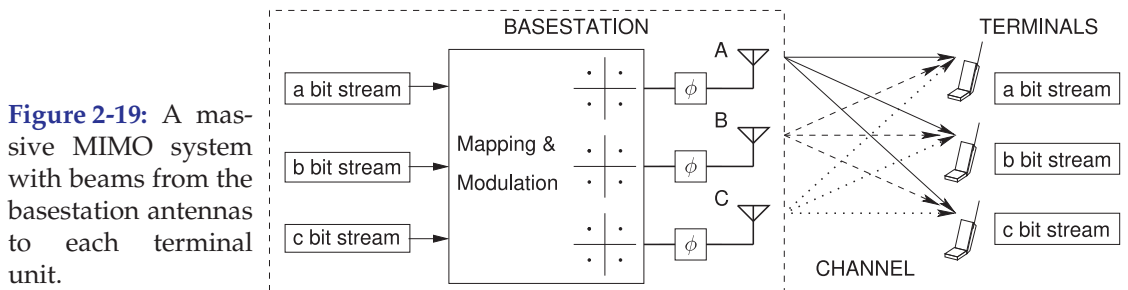 Figure 2-19: A mas-
sive MIMO system
with beams from the
basestation antennas
to each terminal
unit.
BASESTATION
a bit stream
b bit stream
c bit stream
Mapping &
Modulation
ϕ
ϕ
ϕ
A
B
C
CHANNEL
TERMINALS
a bit stream
b bit stream
c bit stream